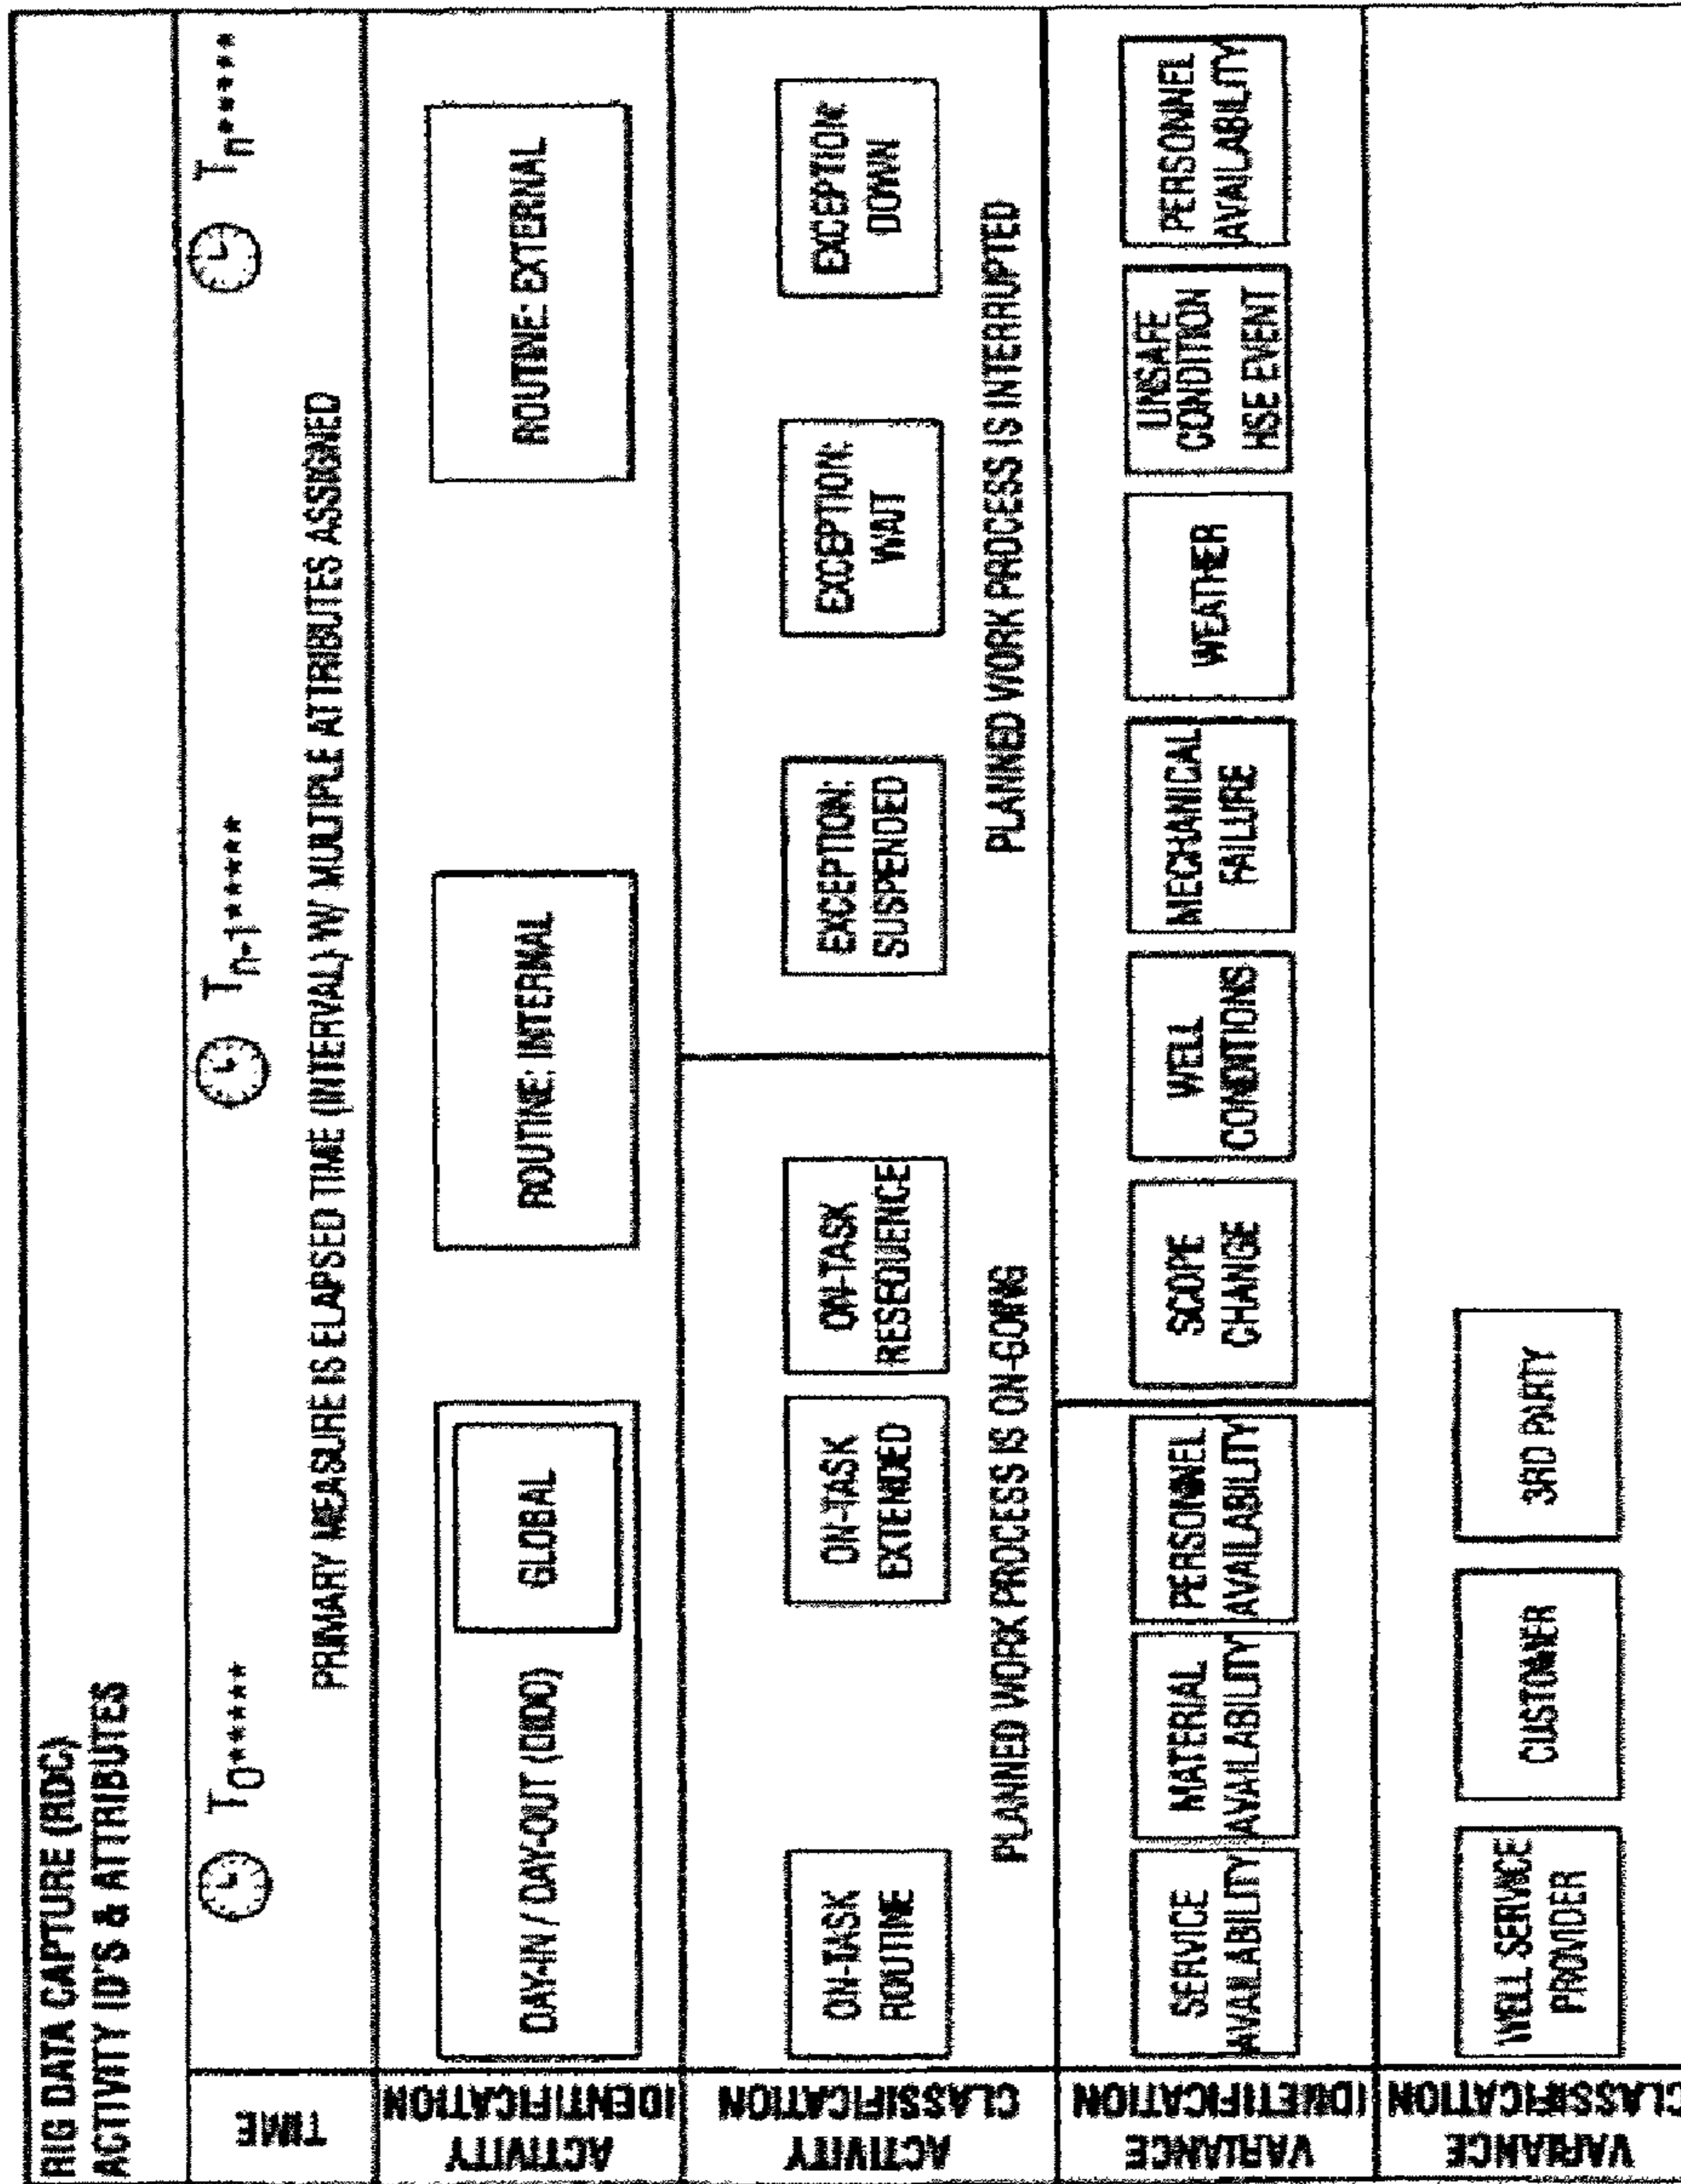 RIG DATA CAPTURE (RDC)
ACTIVITY ID'S & ATTRIBUTES
TIME
T0*****
Tn-1*****
Tn*****
PRIMARY MEASURE IS ELAPSED TIME (INTERVAL) W/ MULTIPLE ATTRIBUTES ASSIGNED
ACTIVITY
IDENTIFICATION
DAY-IN / DAY-OUT (DIDO)
GLOBAL
ROUTINE: INTERNAL
ROUTINE: EXTERNAL
ACTIVITY
CLASSIFICATION
ON-TASK
ROUTINE
ON-TASK
EXTENDED
ON-TASK
RESEQUENCE
PLANNED WORK PROCESS IS ON-GOING
EXCEPTION:
SUSPENDED
EXCEPTION:
WAIT
EXCEPTION:
DOWN
PLANNED WORK PROCESS IS INTERRUPTED
VARIANCE
IDNETIFICATION
SERVICE
AVAILABILITY
MATERIAL
AVAILABILITY
PERSONNEL
AVAILABILITY
SCOPE
CHANGE
WELL
CONDITIONS
MECHANICAL
FAILURE
WEATHER
UNSAFE
CONDITION
HSE EVENT
PERSONNEL
AVAILABILITY
VARIANCE
CLASSIFICATION
WELL SERVICE
PROVIDER
CUSTOMER
3RD PARTY